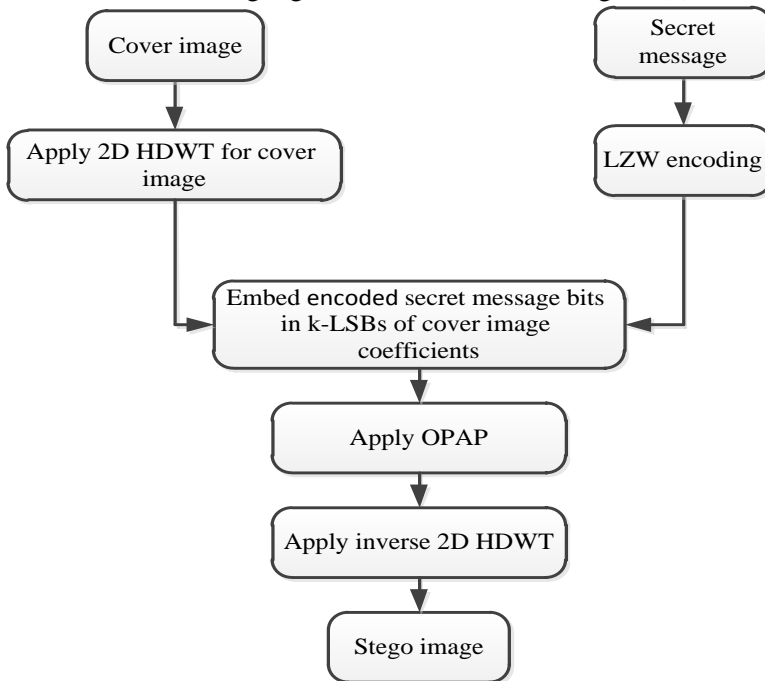 Cover image
Secret
message
Apply 2D HDWT for cover
image
LZW encoding
Embed encoded secret message bits
in k-LSBs of cover image
coefficients
Apply OPAP
Apply inverse 2D HDWT
Stego image